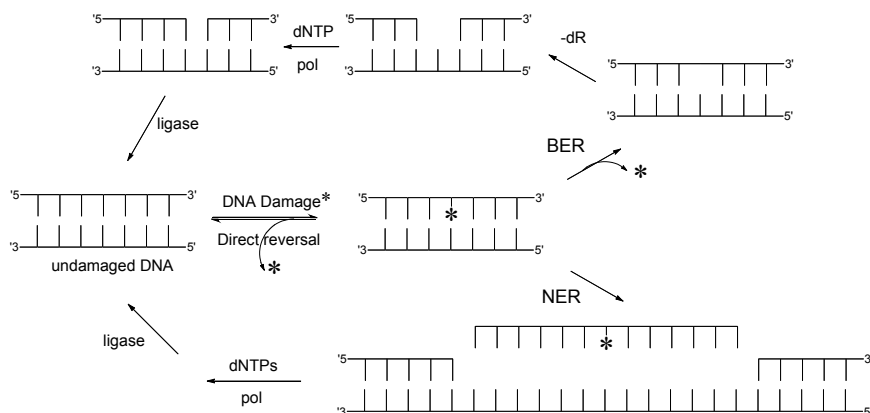 '5 3'
'3 5'
dNTP
pol
'5 3'
'3 5'
-dR
'5 3'
'3 5'
ligase
BER
*
'5 3'
'3 5'
undamaged DNA
DNA Damage*
Direct reversal
*
'5 3'
*
'3 5'
NER
*
ligase
dNTPs
pol
'5 3'
'3 5'